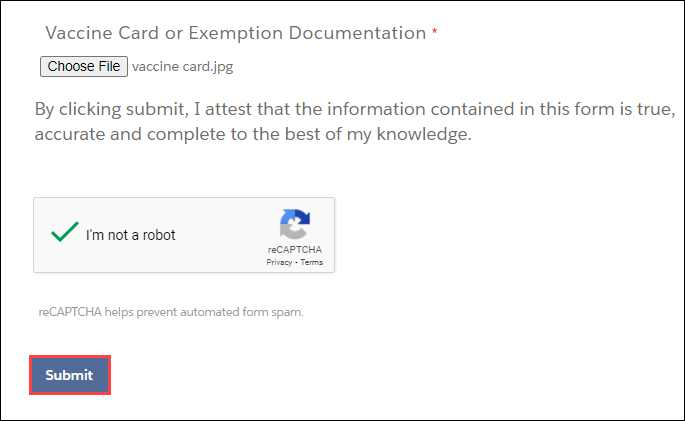 Vaccine Card or Exemption Documentation *
Choose File vaccine card.jpg
By clicking submit, I attest that the information contained in this form is true,
accurate and complete to the best of my knowledge.
I'm not a robot
reCAPTCHA
Privacy - Terms
reCAPTCHA helps prevent automated form spam.
Submit